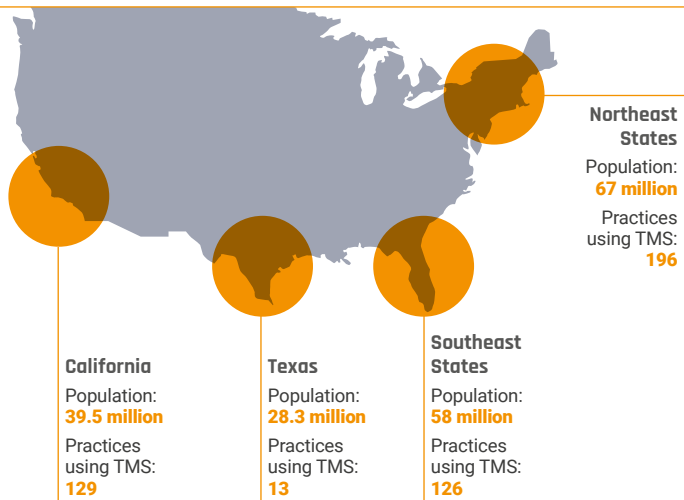 Northeast
States
Population:
67 million
Practices
using TMS:
196
California
Population:
39.5 million
Practices
using TMS:
129
Texas
Population:
28.3 million
Practices
using TMS:
13
Southeast
States
Population:
58 million
Practices
using TMS:
126